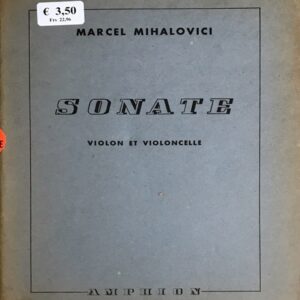 € 3,50
Frs 22,96
MARCEL MIHALOVICI
SONATE
VIOLON ET VIOLONCELLE
E
AMPHION